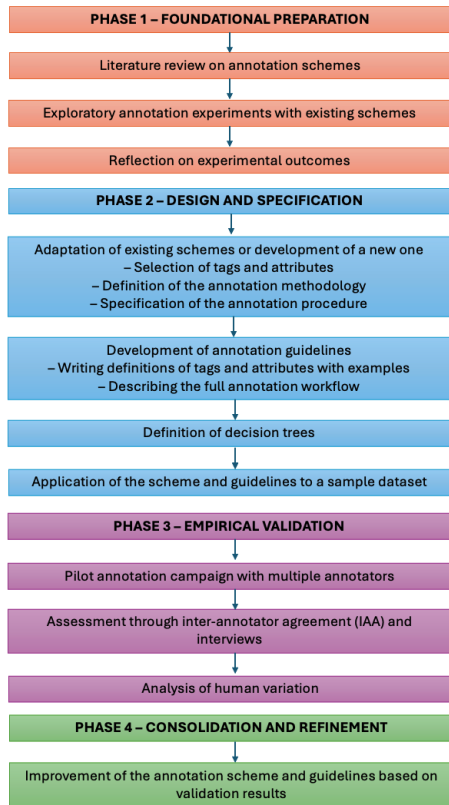 PHASE 1 – FOUNDATIONAL PREPARATION
Literature review on annotation schemes
Exploratory annotation experiments with existing schemes
Reflection on experimental outcomes
PHASE 2 – DESIGN AND SPECIFICATION
Adaptation of existing schemes or development of a new one
– Selection of tags and attributes
– Definition of the annotation methodology
– Specification of the annotation procedure
Development of annotation guidelines
– Writing definitions of tags and attributes with examples
– Describing the full annotation workflow
Definition of decision trees
Application of the scheme and guidelines to a sample dataset
PHASE 3 – EMPIRICAL VALIDATION
Pilot annotation campaign with multiple annotators
Assessment through inter-annotator agreement (IAA) and
interviews
Analysis of human variation
PHASE 4 – CONSOLIDATION AND REFINEMENT
Improvement of the annotation scheme and guidelines based on
validation results